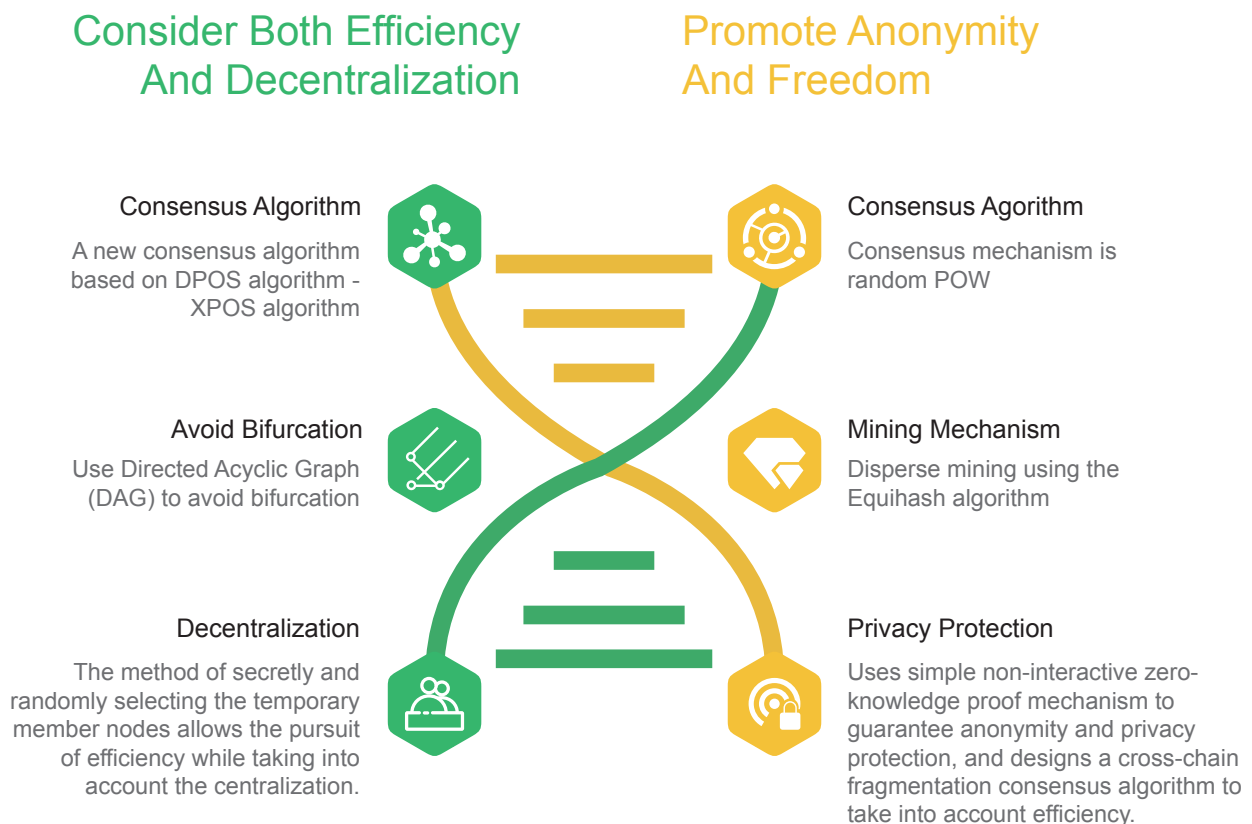 Consider Both Efficiency
And Decentralization
Promote Anonymity
And Freedom
Consensus Algorithm
A new consensus algorithm
based on DPOS algorithm -
XPOS algorithm
Consensus Agorithm
Consensus mechanism is
random POW
Avoid Bifurcation
Use Directed Acyclic Graph
(DAG) to avoid bifurcation
Mining Mechanism
Disperse mining using the
Equihash algorithm
Decentralization
The method of secretly and
randomly selecting the temporary
member nodes allows the pursuit
of efficiency while taking into
account the centralization.
Privacy Protection
Uses simple non-interactive zero-
knowledge proof mechanism to
guarantee anonymity and privacy
protection, and designs a cross-chain
fragmentation consensus algorithm to
take into account efficiency.